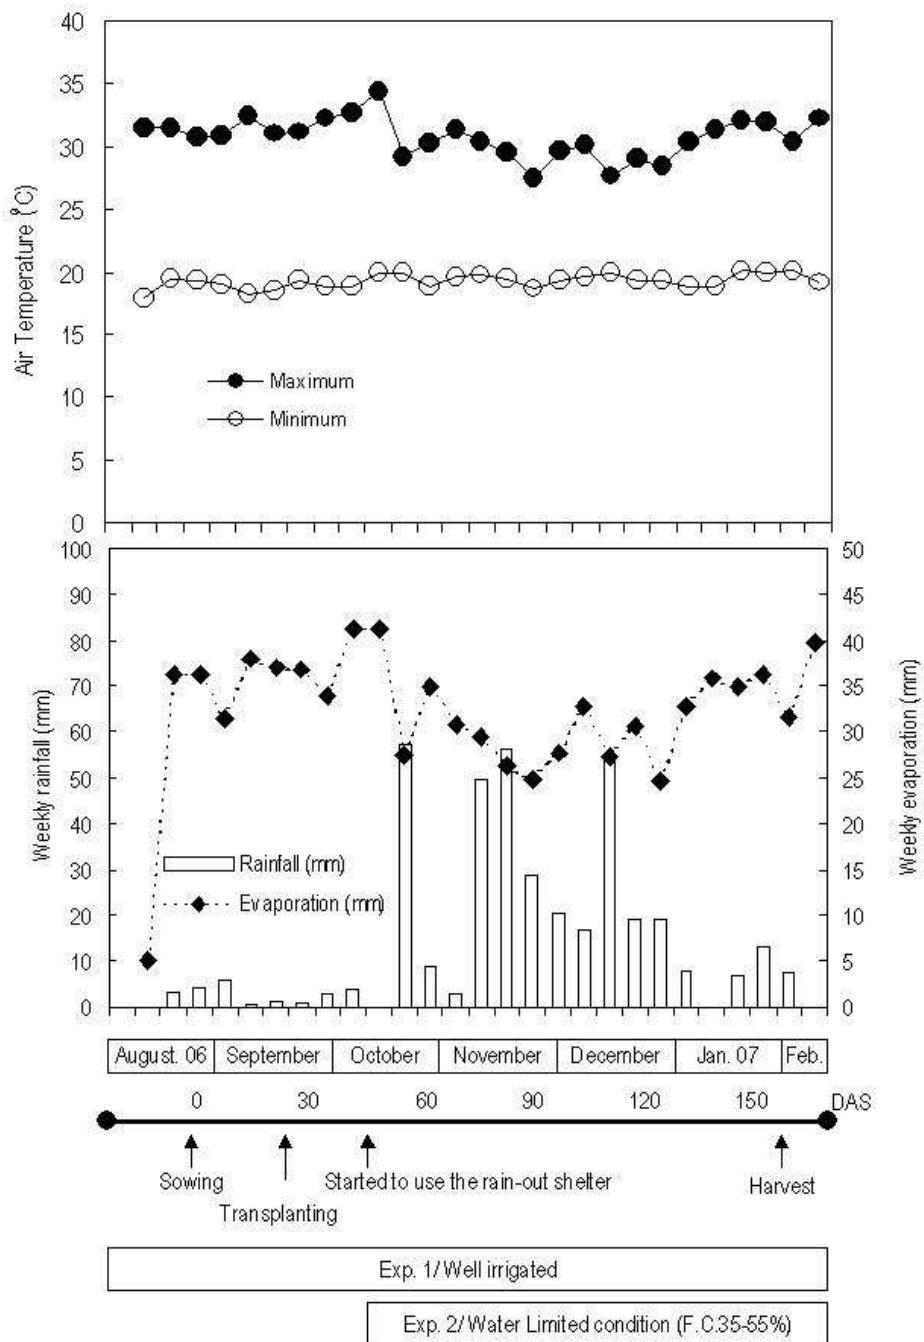 40
35
30
25
20
15
10
5
0
Air Temperature (°C)
Maximum
Minimum
100
90
80
70
60
50
40
30
20
10
0
Weekly rainfall (mm)
50
45
40
35
30
25
20
15
10
5
0
Weekly evaporation (mm)
Rainfall (mm)
Evaporation (mm)
August. 06 September October November December Jan. 07 Feb.
0 30 60 90 120 150 DAS
Sowing
Transplanting
Started to use the rain-out shelter
Harvest
Exp. 1/ Well irrigated
Exp. 2/ Water Limited condition (F.C.35-55%)